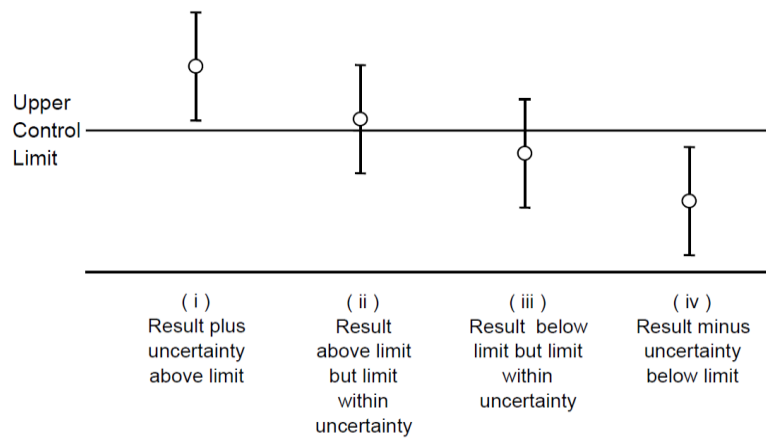 Upper
Control
Limit
( i )
Result plus
uncertainty
above limit
( ii )
Result
above limit
but limit
within
uncertainty
( iii )
Result below
limit but limit
within
uncertainty
( iv )
Result minus
uncertainty
below limit